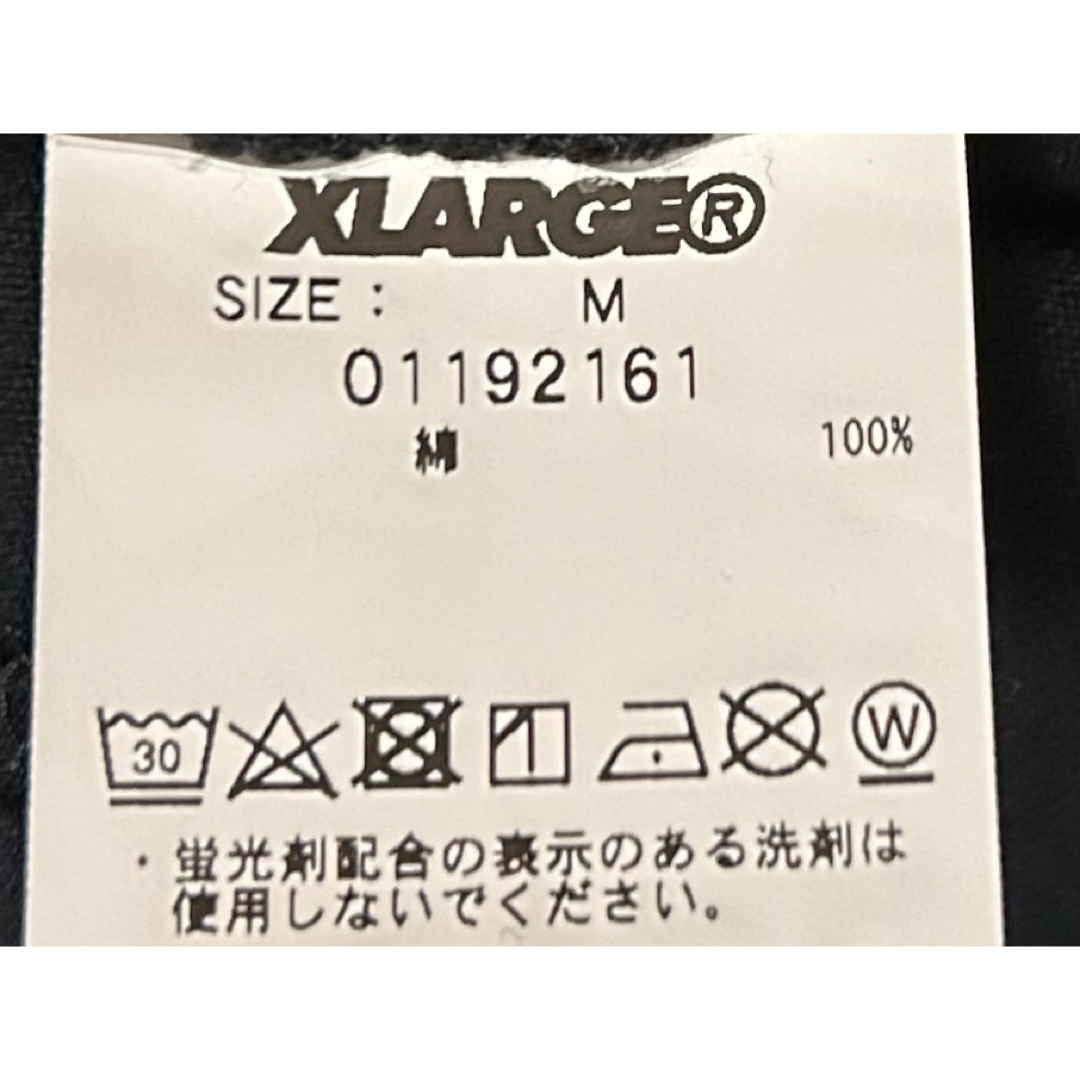 XLARGE®
SIZE : M
01192161
綿 100%
30
W
・蛍光剤配合の表示のある洗剤は
使用しないでください。